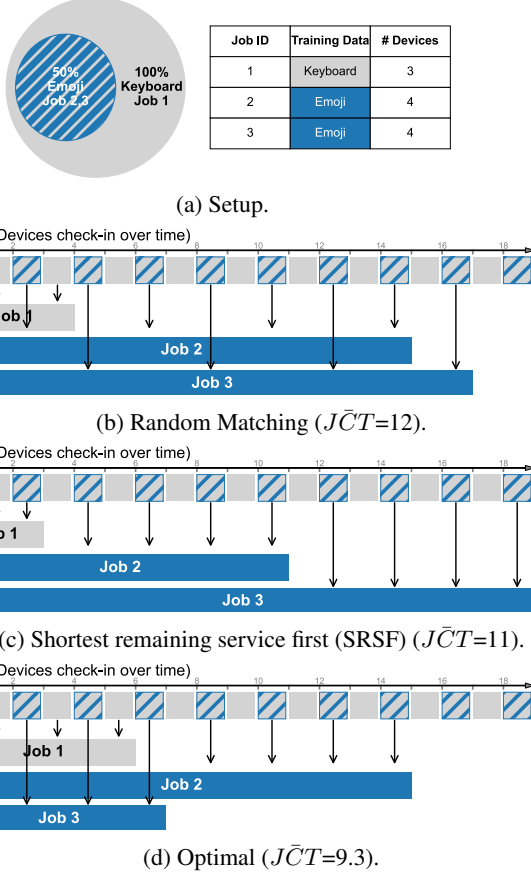 50%
Emoji
Job 2,3
100%
Keyboard
Job 1
Job ID Training Data # Devices
1 Keyboard 3
2 Emoji 4
3 Emoji 4
(a) Setup.
Devices check-in over time)
2 4 6 8 10 12 14 16 18
Job 1
Job 2
Job 3
(b) Random Matching (JC̄T=12).
Devices check-in over time)
2 4 6 8 10 12 14 16 18
b 1
Job 2
Job 3
(c) Shortest remaining service first (SRSF) (JC̄T=11).
Devices check-in over time)
2 4 6 8 10 12 14 16 18
Job 1
Job 2
Job 3
(d) Optimal (JC̄T=9.3).